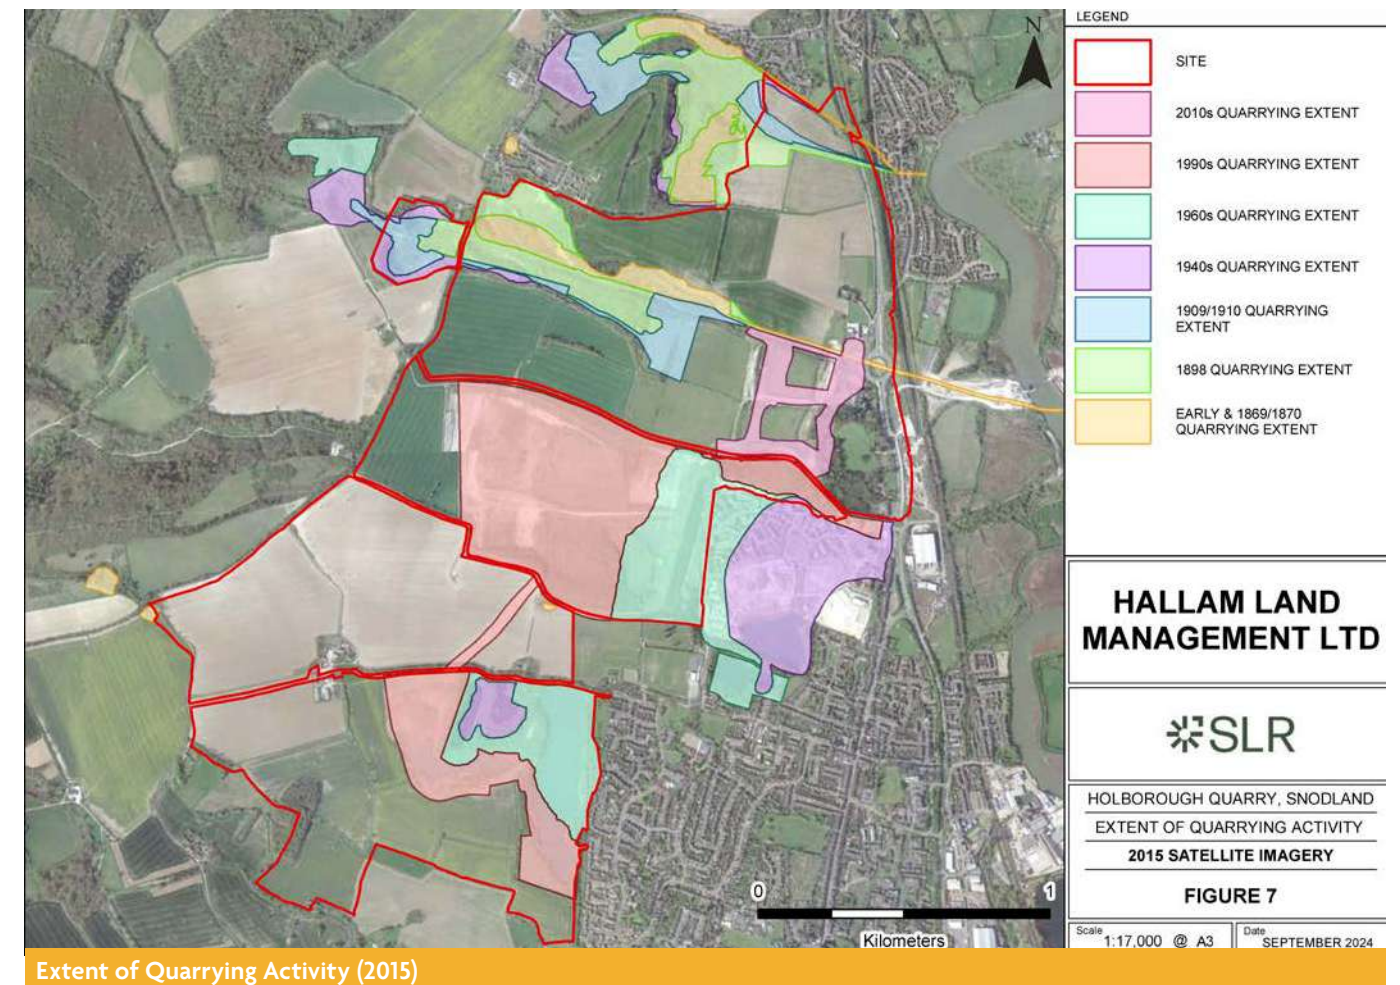 N
LEGEND
SITE
2010s QUARRYING EXTENT
1990s QUARRYING EXTENT
1960s QUARRYING EXTENT
1940s QUARRYING EXTENT
1909/1910 QUARRYING
EXTENT
1898 QUARRYING EXTENT
EARLY & 1869/1870
QUARRYING EXTENT
HALLAM LAND
MANAGEMENT LTD
SLR
HOLBOROUGH QUARRY, SNODLAND
EXTENT OF QUARRYING ACTIVITY
2015 SATELLITE IMAGERY
FIGURE 7
Scale
1:17,000 @ A3
Date
SEPTEMBER 2024
0 1
Kilometers
Extent of Quarrying Activity (2015)